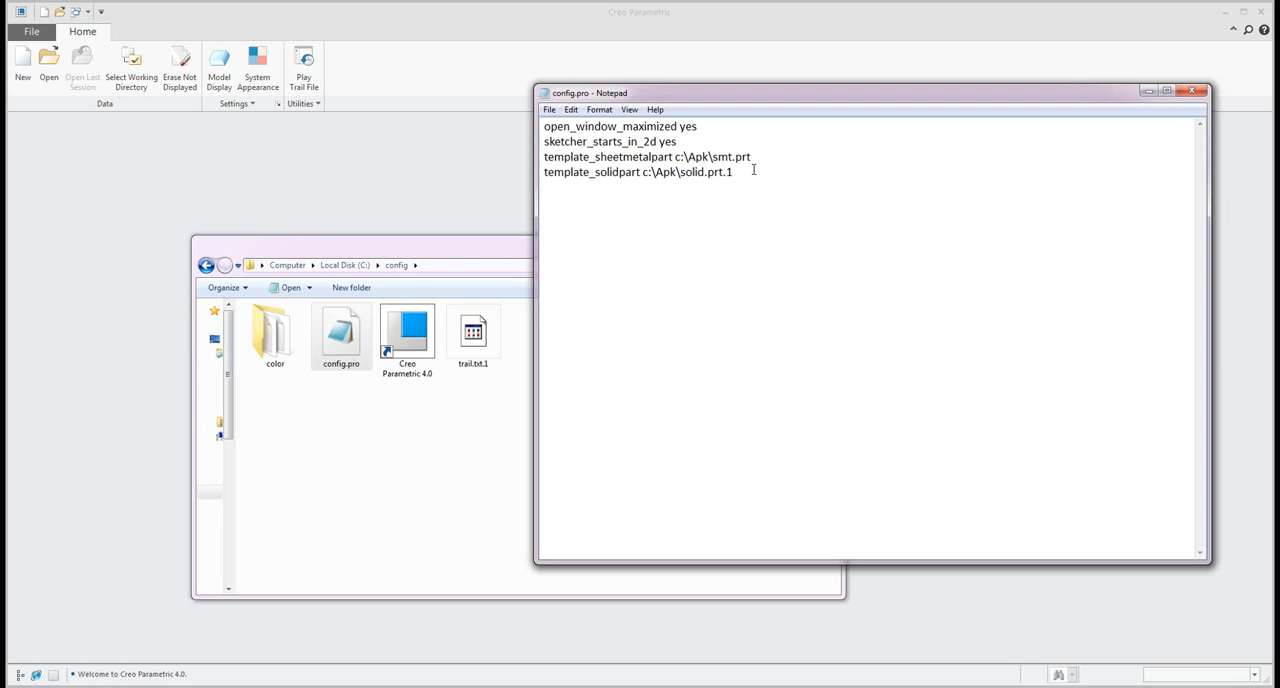 Creo Parametric
File
Home
New
Open
Open Last Session
Select Working Directory
Erase Not Displayed
Model Display
System Appearance
Play Trail File
Data
Settings
Utilities
config.pro - Notepad
File Edit Format View Help
open_window_maximized yes
sketcher_starts_in_2d yes
template_sheetmetalpart c:\Apk\smt.prt
template_solidpart c:\Apk\solid.prt.1
Computer Local Disk (C:) config
Organize Open New folder
color
config.pro
Creo
Parametric 4.0
trail.txt.1
• Welcome to Creo Parametric 4.0.